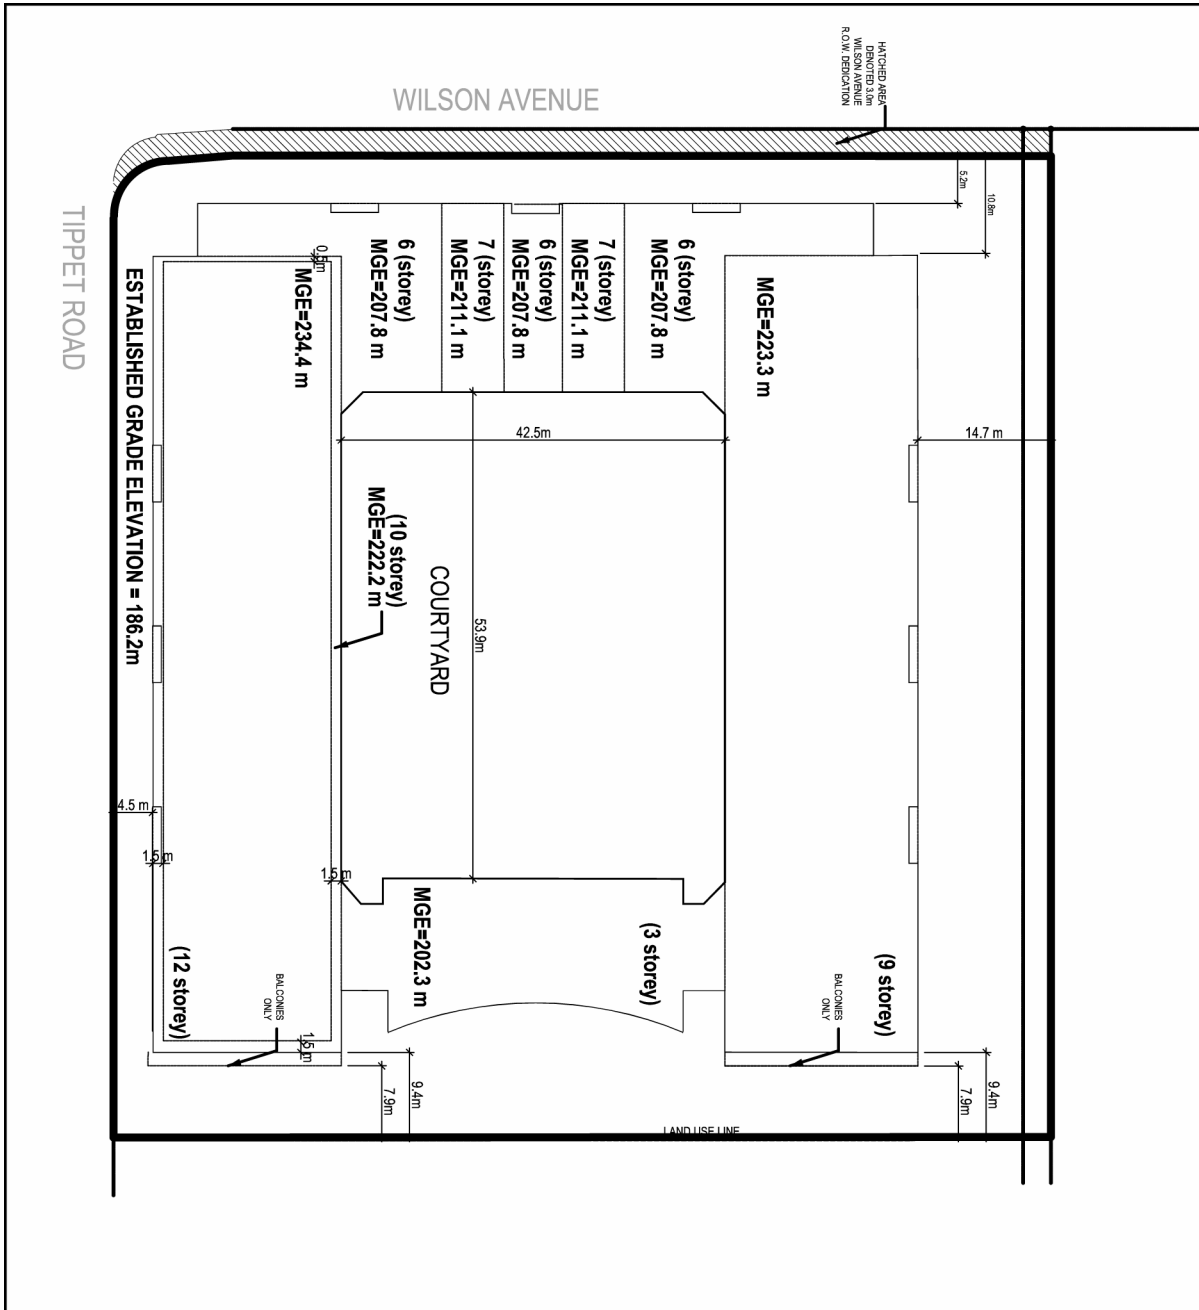 HATCHED AREA
DENOTED 3.0m
WILSON AVENUE
R.O.W. DEDICATION
WILSON AVENUE
TIPPET ROAD
5.2m
10.8m
0.5m
6 (storey)
MGE=207.8 m
7 (storey)
MGE=211.1 m
6 (storey)
MGE=207.8 m
7 (storey)
MGE=211.1 m
6 (storey)
MGE=207.8 m
MGE=234.4 m
MGE=223.3 m
ESTABLISHED GRADE ELEVATION = 186.2m
42.5m
14.7 m
(10 storey)
MGE=222.2 m
COURTYARD
53.9m
4.5 m
1.5 m
1.5 m
MGE=202.3 m
(3 storey)
(12 storey)
BALCONIES
ONLY
BALCONIES
ONLY
(9 storey)
1.5 m
9.4m
7.9m
9.4m
7.9m
LAND USE LINE